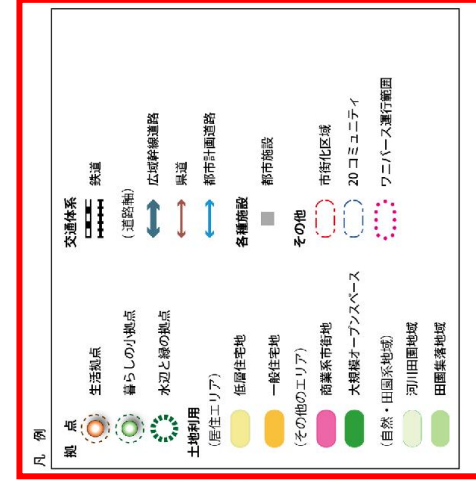 凡 例
拠 点
生活拠点
暮らしの小拠点
水辺と緑の拠点
土地利用
(居住エリア)
低層住宅地
一般住宅地
(その他のエリア)
商業系市街地
大規模オープンスペース
(自然・田園系地域)
河川田園地域
田園集落地域
交通体系
鉄道
(道路軸)
広域幹線道路
県道
都市計画道路
各種施設
都市施設
その他
市街化区域
20 コミュニティ
ワニバース運行範囲